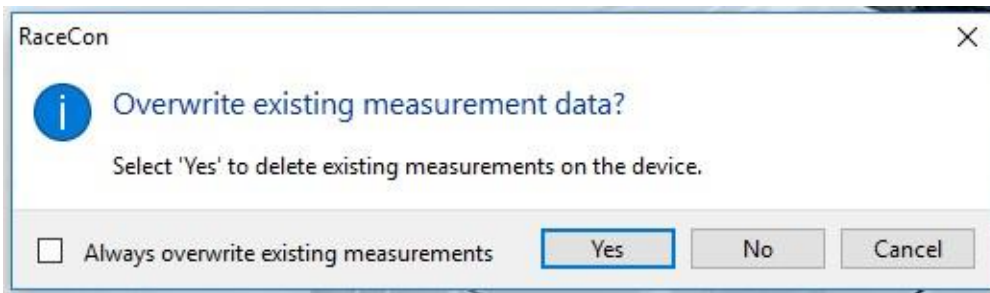 RaceCon
Overwrite existing measurement data?
Select 'Yes' to delete existing measurements on the device.
Always overwrite existing measurements
Yes
No
Cancel